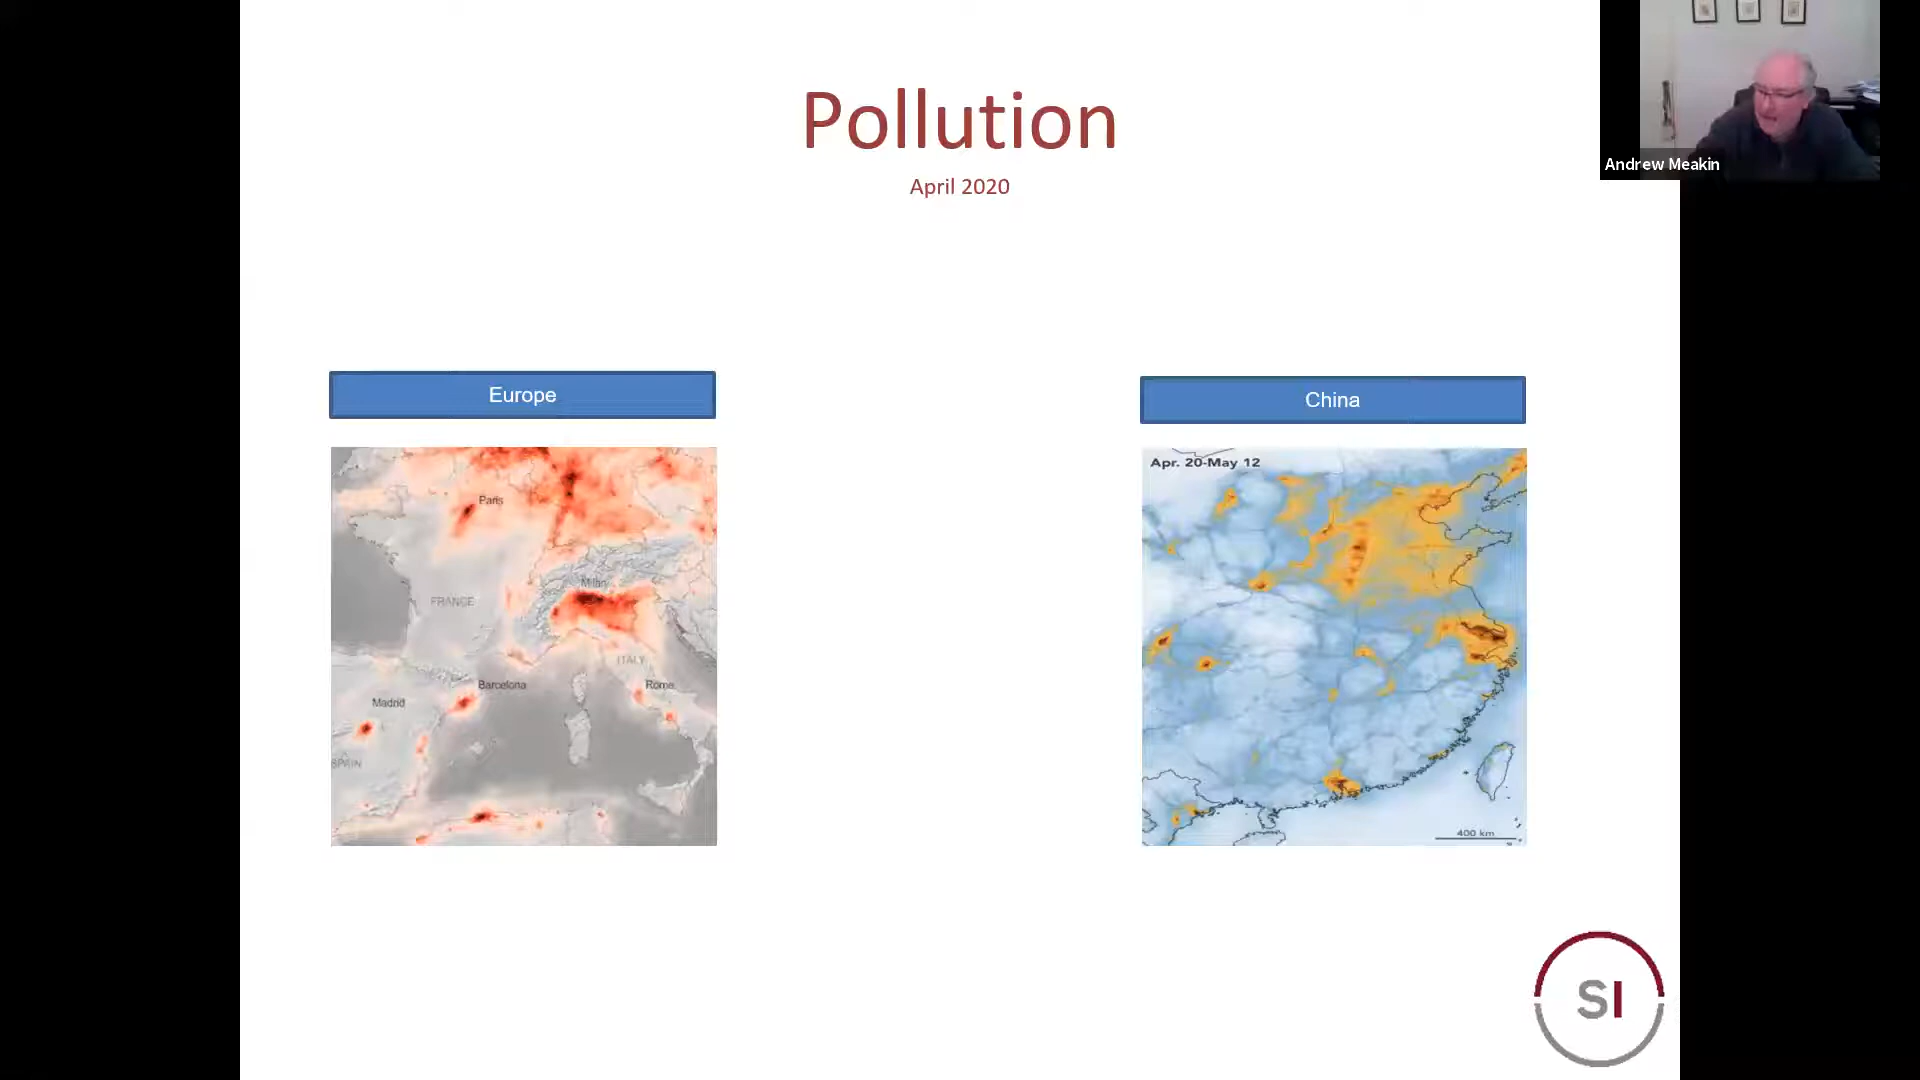 Pollution
April 2020
Andrew Meakin
Europe
China
Paris
FRANCE
Milan
ITALY
Rome
Barcelona
Madrid
SPAIN
Apr. 20-May 12
400 km
SI